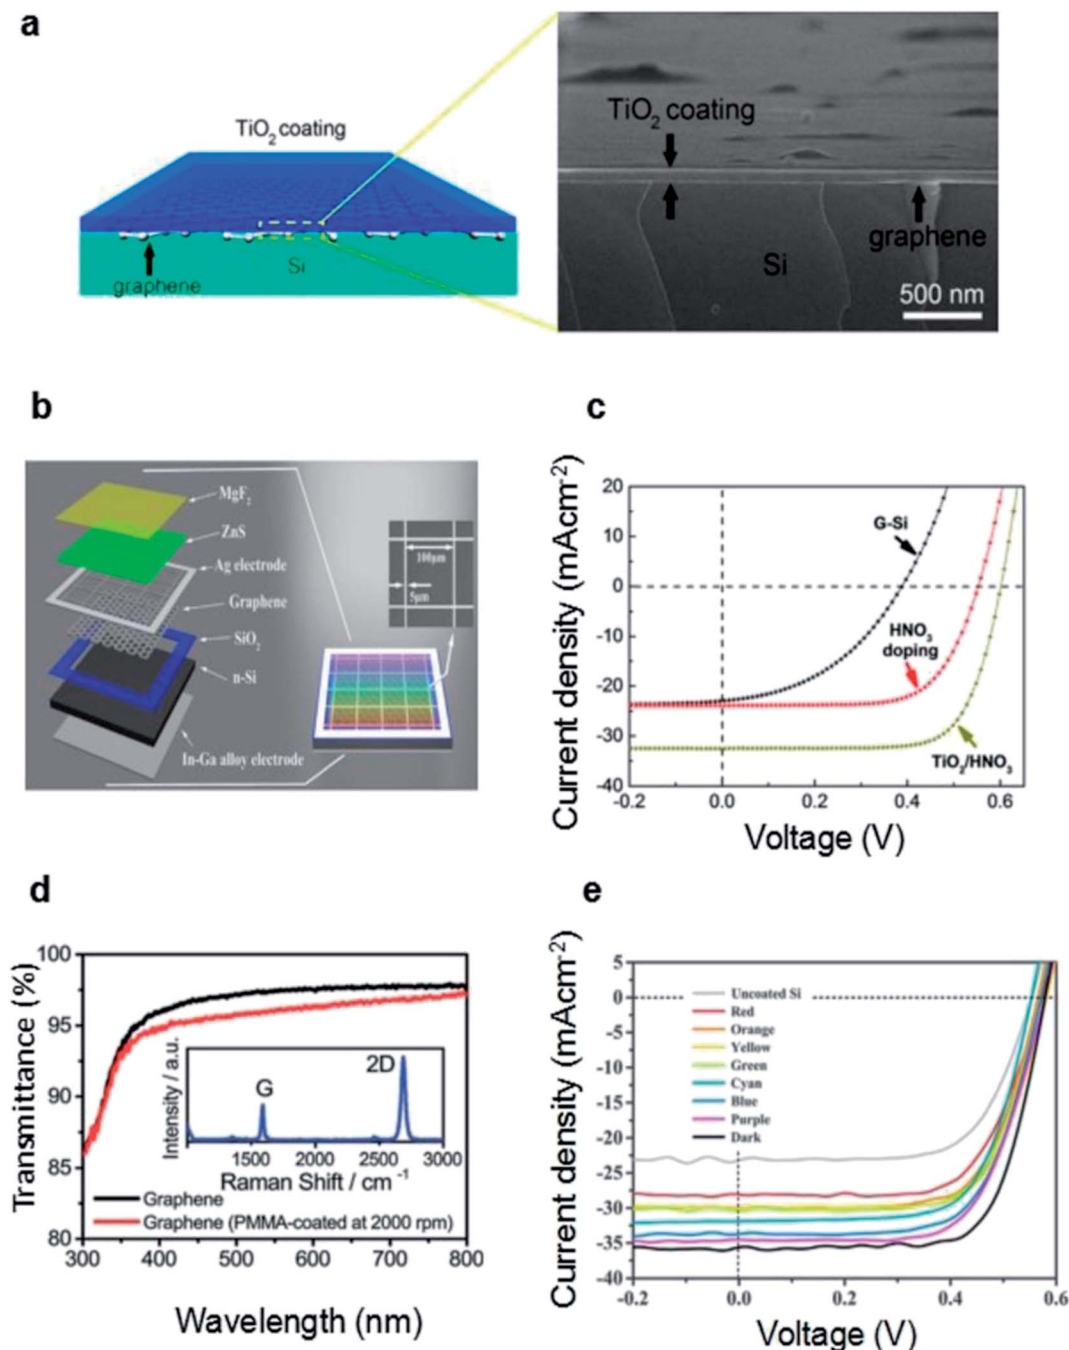 a
TiO2 coating
graphene
Si
TiO2 coating
graphene
Si
500 nm
b
MgF2
ZnS
Ag electrode
Graphene
SiO2
n-Si
In-Ga alloy electrode
100μm
5μm
c
Current density (mAcm-2)
20
10
0
-10
-20
-30
-40
G-Si
HNO3
doping
TiO2/HNO3
-0.2 0.0 0.2 0.4 0.6
Voltage (V)
d
Transmittance (%)
100
95
90
85
80
Intensity / a.u.
G
2D
1500 2000 2500 3000
Raman Shift / cm -1
Graphene
Graphene (PMMA-coated at 2000 rpm)
300 400 500 600 700 800
Wavelength (nm)
e
Current density (mAcm-2)
5
0
-5
-10
-15
-20
-25
-30
-35
-40
Uncoated Si
Red
Orange
Yellow
Green
Cyan
Blue
Purple
Dark
-0.2 0.0 0.2 0.4 0.6
Voltage (V)